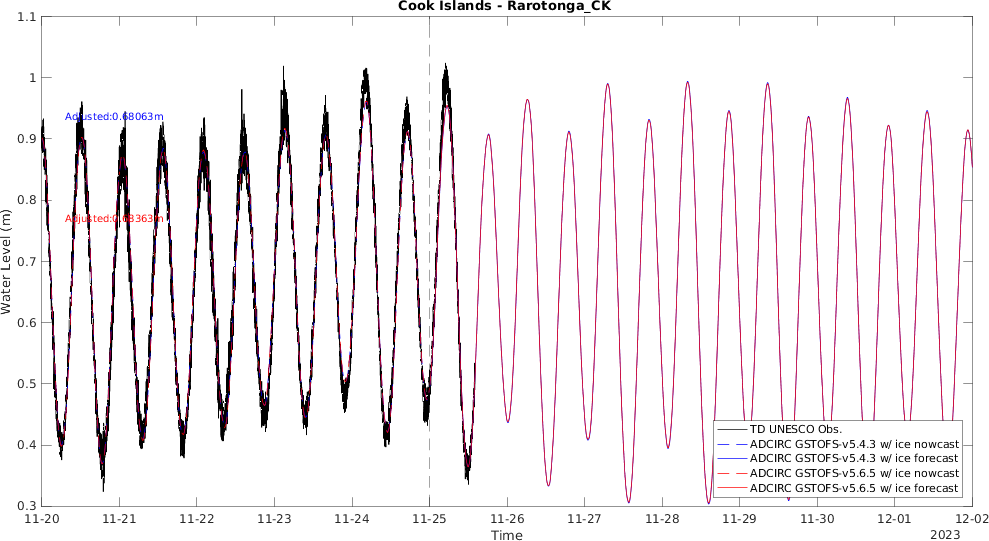 Cook Islands - Rarotonga_CK
1.1
1
0.9
0.8
0.7
0.6
0.5
0.4
0.3
Water Level (m)
Adjusted:0.68063m
Adjusted:0.68363m
TD UNESCO Obs.
ADCIRC GSTOFS-v5.4.3 w/ ice nowcast
ADCIRC GSTOFS-v5.4.3 w/ ice forecast
ADCIRC GSTOFS-v5.6.5 w/ ice nowcast
ADCIRC GSTOFS-v5.6.5 w/ ice forecast
11-20 11-21 11-22 11-23 11-24 11-25 11-26 11-27 11-28 11-29 11-30 12-01 12-02
Time
2023